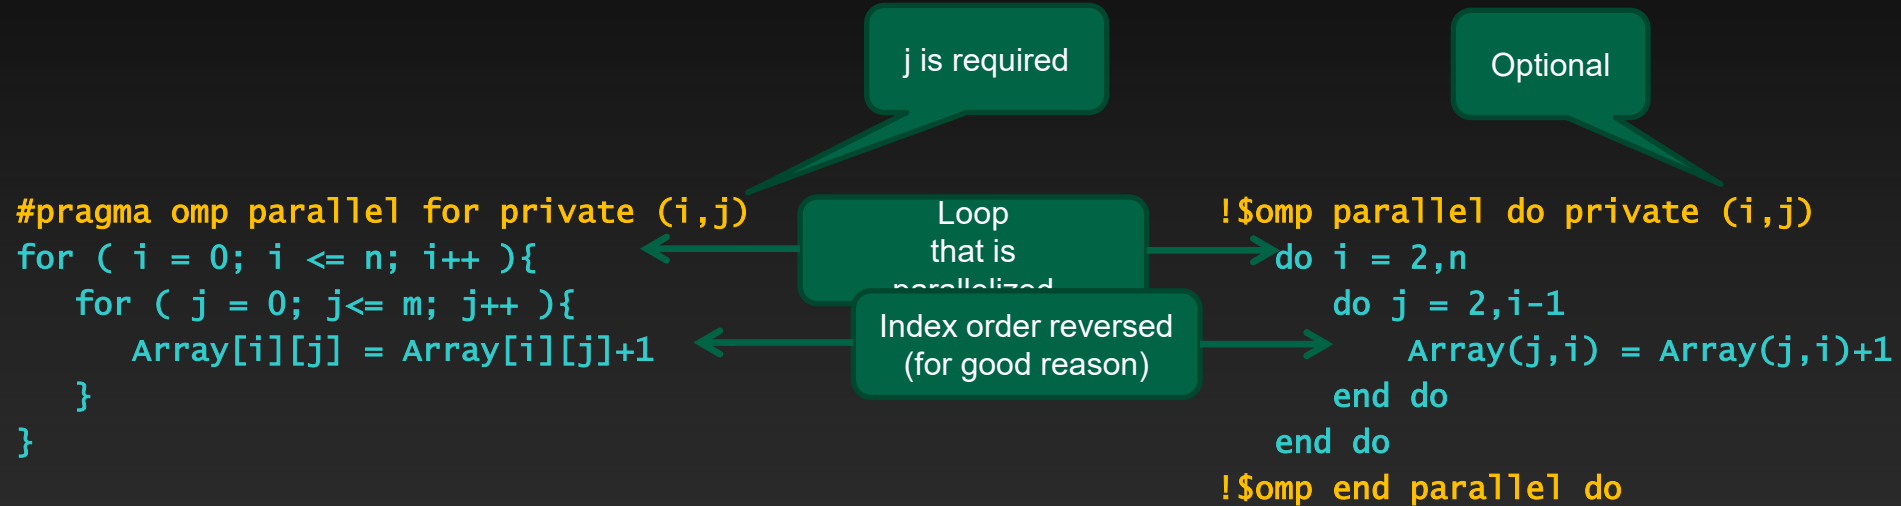 j is required
Optional
#pragma omp parallel for private (i,j)
for ( i = 0; i <= n; i++ ){
for ( j = 0; j<= m; j++ ){
Array[i][j] = Array[i][j]+1
}
}
Loop
that is
parallelized
Index order reversed
(for good reason)
!$omp parallel do private (i,j)
do i = 2,n
do j = 2,i-1
Array(j,i) = Array(j,i)+1
end do
end do
!$omp end parallel do